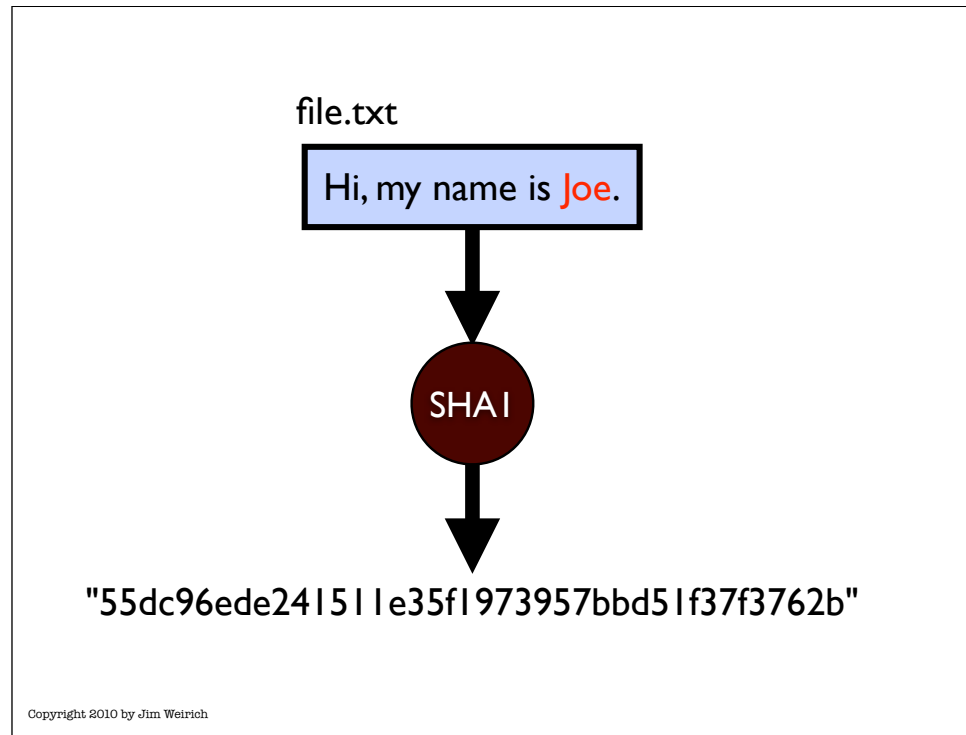 file.txt
Hi, my name is Joe.
SHA1
"55dc96ede241511e35f1973957bbd51f37f3762b"
Copyright 2010 by Jim Weirich